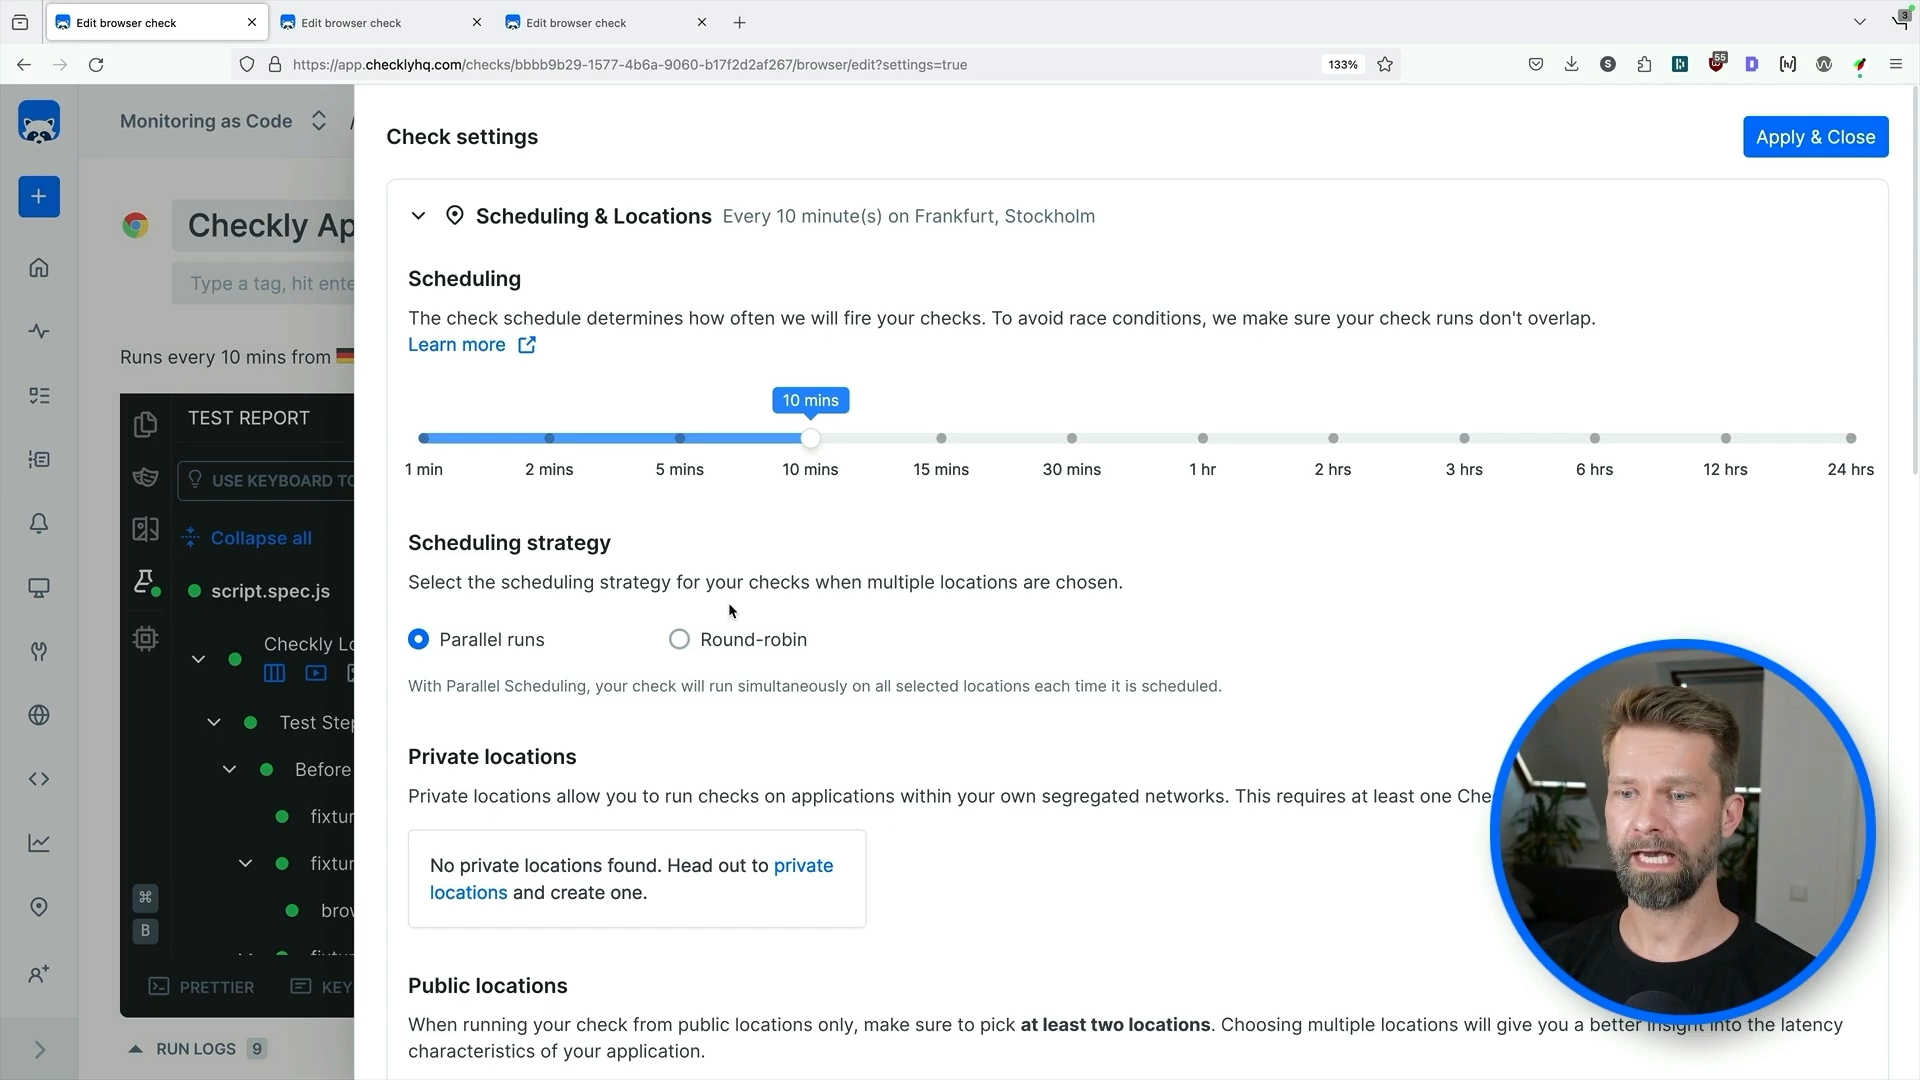 Edit browser check
Edit browser check
Edit browser check
3
https://app.checklyhq.com/checks/bbbb9b29-1577-4b6a-9060-b17f2d2af267/browser/edit?settings=true
133%
S
55
D
Monitoring as Code
Check settings
Apply & Close
Checkly Ap
Type a tag, hit ente
Runs every 10 mins from
TEST REPORT
USE KEYBOARD TO
Collapse all
script.spec.js
Checkly Lo
Test Step
Before
fixtur
fixtur
brow
fixtur
⌘
B
PRETTIER
KEY
RUN LOGS 9
Scheduling & Locations Every 10 minute(s) on Frankfurt, Stockholm
Scheduling
The check schedule determines how often we will fire your checks. To avoid race conditions, we make sure your check runs don't overlap.
Learn more
10 mins
1 min 2 mins 5 mins 10 mins 15 mins 30 mins 1 hr 2 hrs 3 hrs 6 hrs 12 hrs 24 hrs
Scheduling strategy
Select the scheduling strategy for your checks when multiple locations are chosen.
Parallel runs Round-robin
With Parallel Scheduling, your check will run simultaneously on all selected locations each time it is scheduled.
Private locations
Private locations allow you to run checks on applications within your own segregated networks. This requires at least one Che
No private locations found. Head out to private
locations and create one.
Public locations
When running your check from public locations only, make sure to pick at least two locations. Choosing multiple locations will give you a better insight into the latency
characteristics of your application.